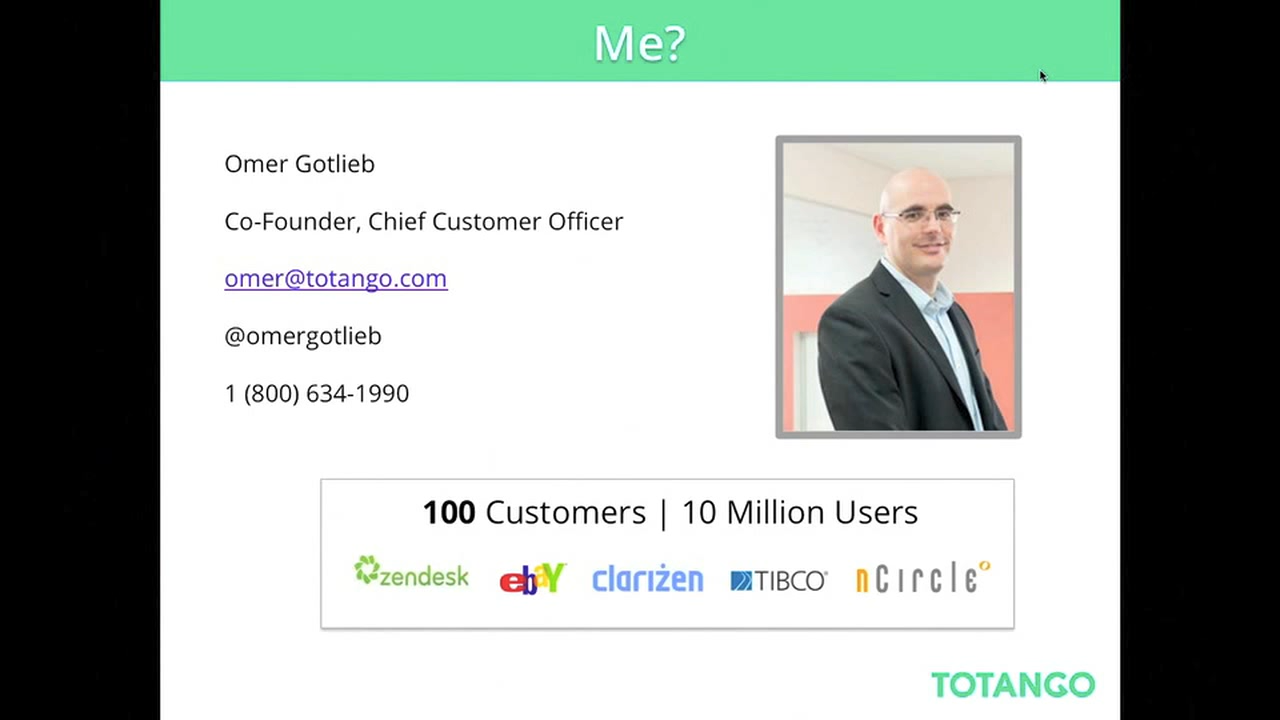 Me?
Omer Gotlieb
Co-Founder, Chief Customer Officer
omer@totango.com
@omergotlieb
1 (800) 634-1990
100 Customers | 10 Million Users
zendesk ebaY clariżen TIBCO® nCircle
TOTANGO